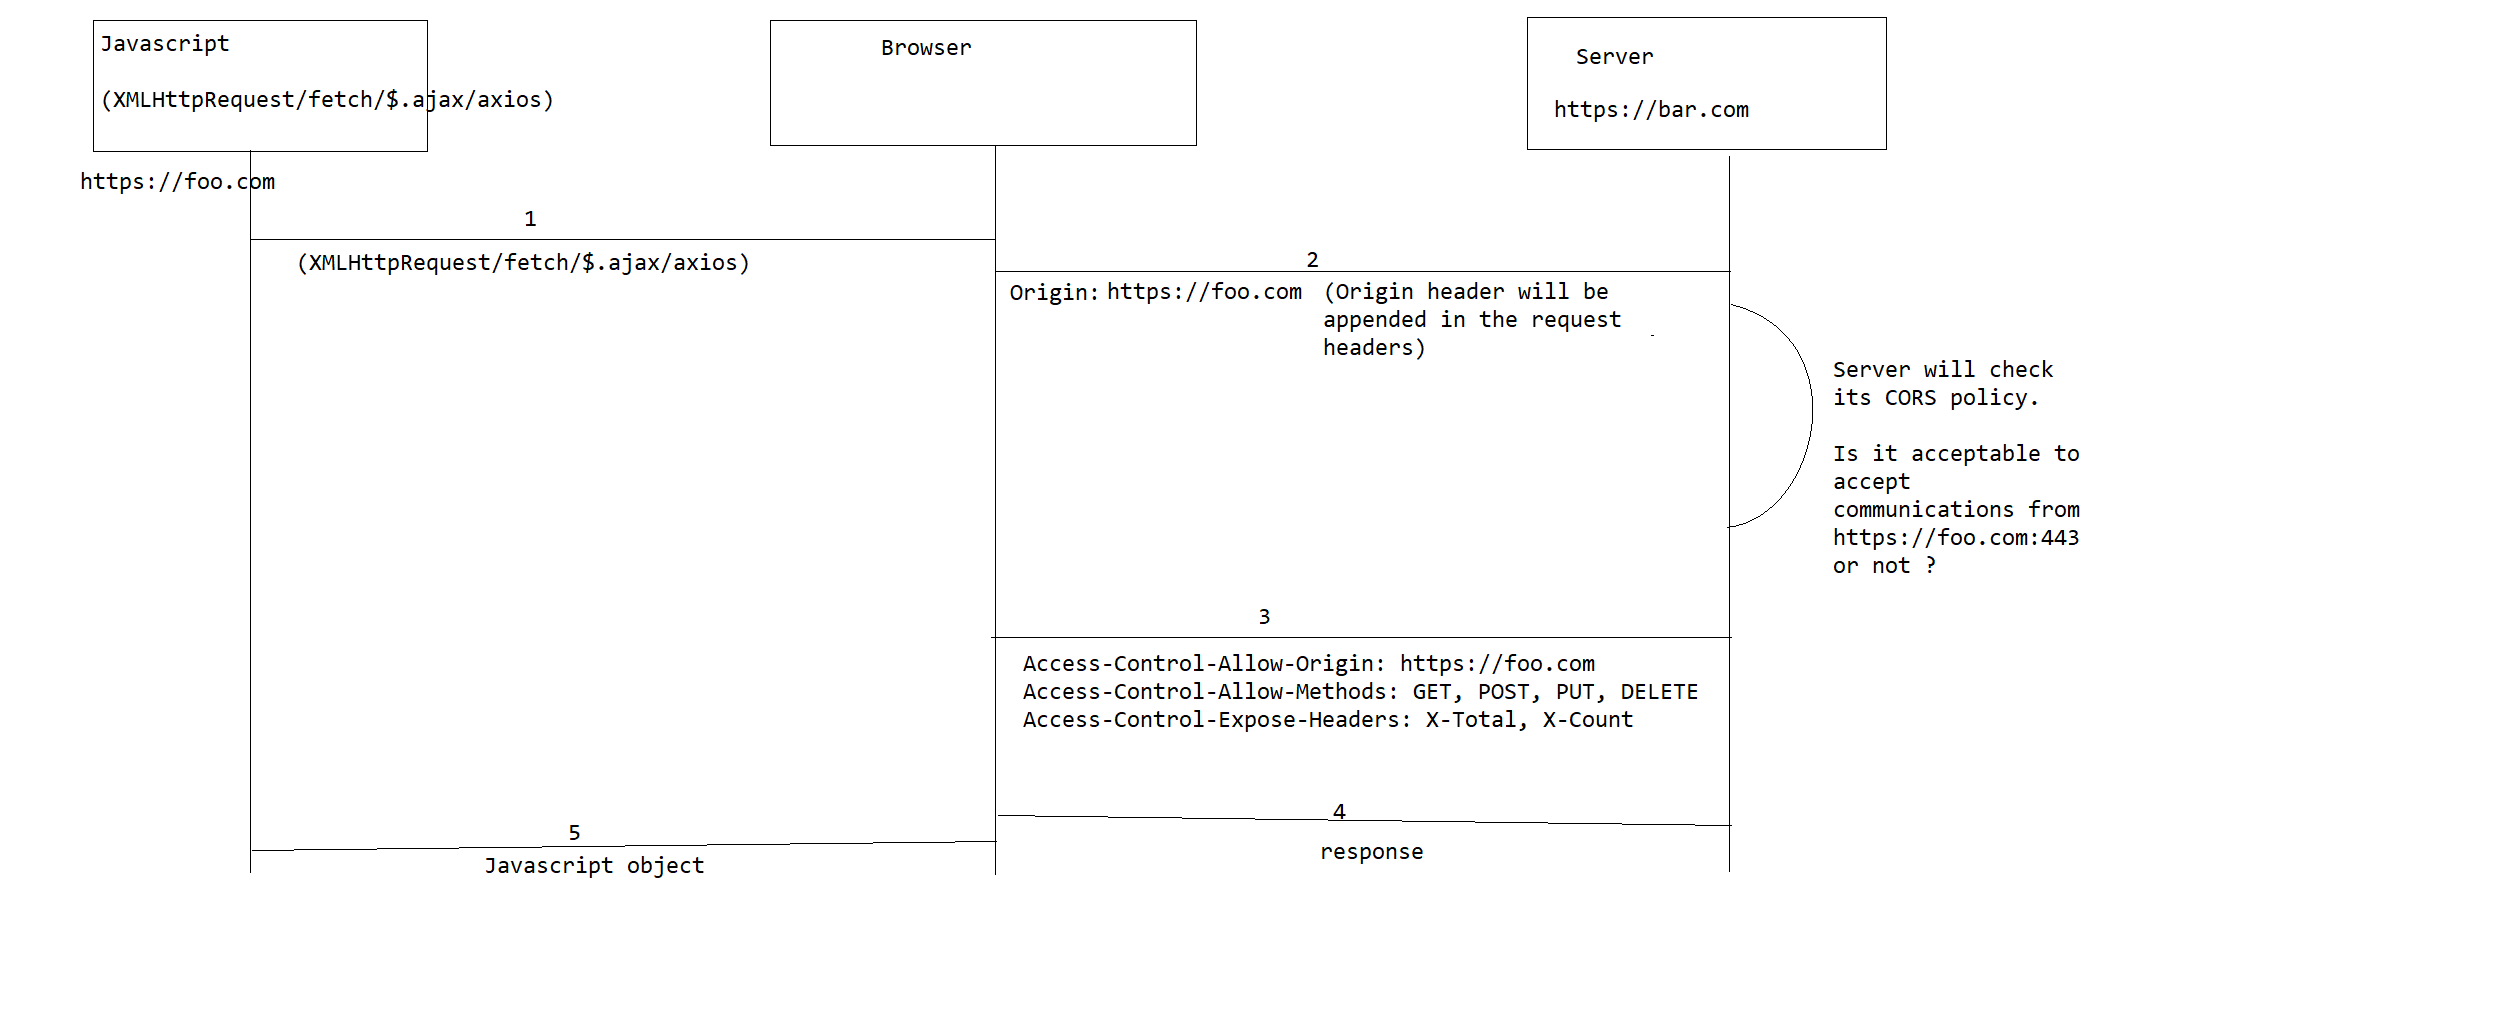 Javascript
(XMLHttpRequest/fetch/$.ajax/axios)
https://foo.com
Browser
Server
https://bar.com
1
(XMLHttpRequest/fetch/$.ajax/axios)
2
Origin: https://foo.com (Origin header will be
appended in the request
headers)
Server will check
its CORS policy.
Is it acceptable to
accept
communications from
https://foo.com:443
or not ?
3
Access-Control-Allow-Origin: https://foo.com
Access-Control-Allow-Methods: GET, POST, PUT, DELETE
Access-Control-Expose-Headers: X-Total, X-Count
4
response
5
Javascript object